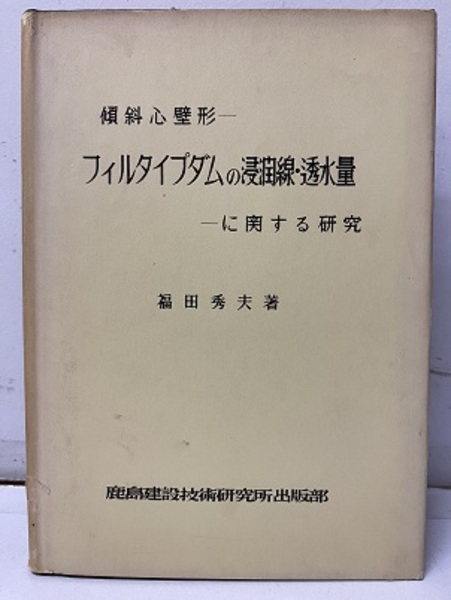 傾斜心壁形―
フィルタイプダムの浸潤線・透水量
―に関する研究
福田秀夫著
鹿島建設技術研究所出版部